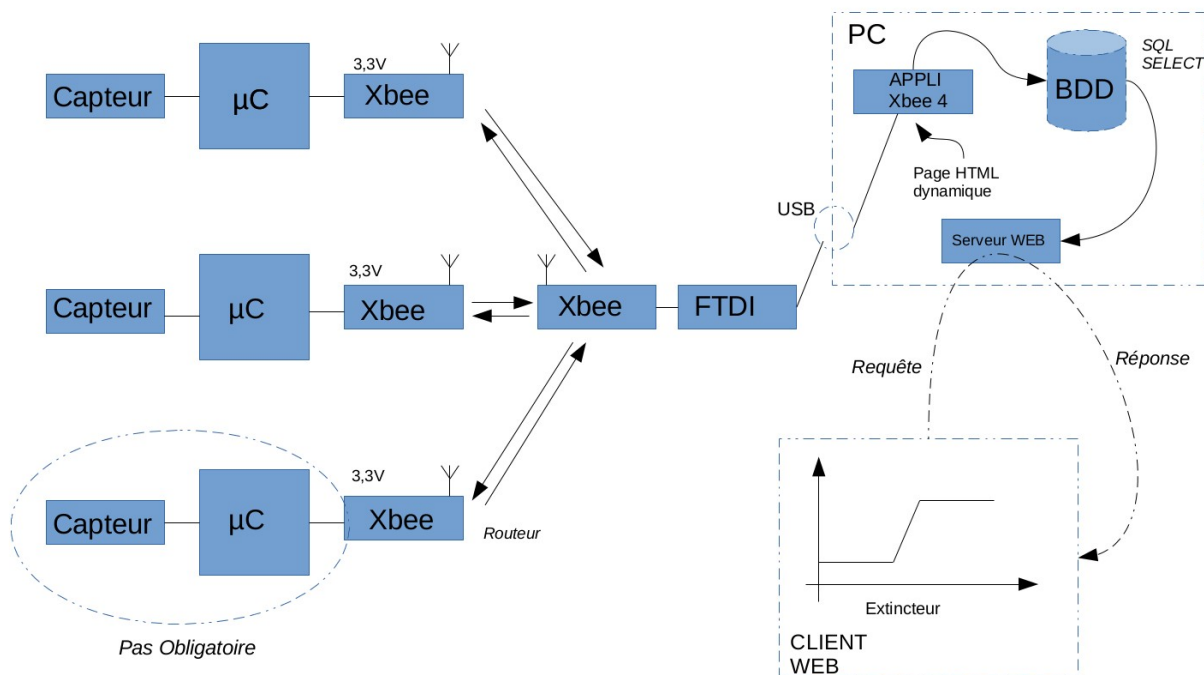 Capteur
µC
3,3V
Xbee
Capteur
µC
3,3V
Xbee
Capteur
µC
3,3V
Xbee
Routeur
Pas Obligatoire
Xbee
FTDI
USB
PC
APPLI
Xbee 4
BDD
SQL
SELECT
Page HTML
dynamique
Serveur WEB
Requête
Réponse
Extincteur
CLIENT
WEB